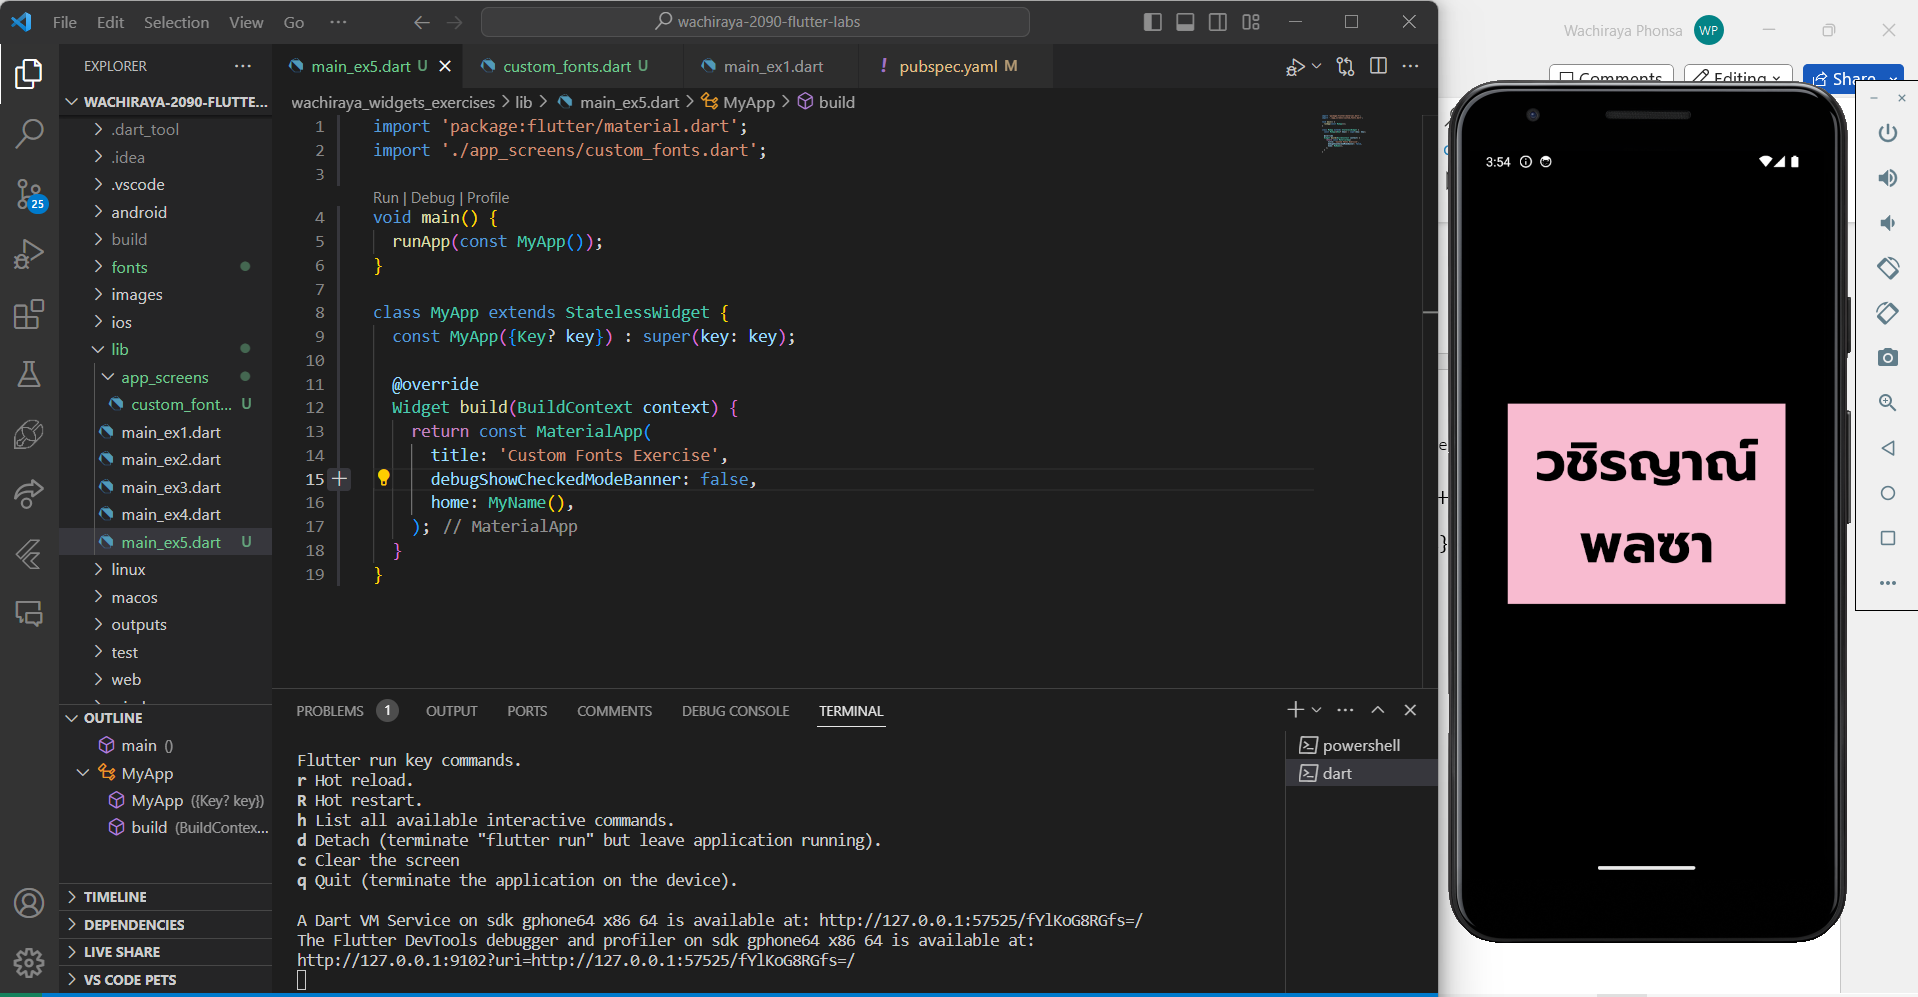 File Edit Selection View Go ···
wachiraya-2090-flutter-labs
EXPLORER ···
WACHIRAYA-2090-FLUTTE...
.dart_tool
.idea
.vscode
android
build
fonts
images
ios
lib
app_screens
custom_font... U
main_ex1.dart
main_ex2.dart
main_ex3.dart
main_ex4.dart
main_ex5.dart U
linux
macos
outputs
test
web
25
OUTLINE
main ()
MyApp
MyApp ({Key? key})
build (BuildContex...
TIMELINE
DEPENDENCIES
LIVE SHARE
VS CODE PETS
main_ex5.dart U
custom_fonts.dart U
main_ex1.dart
! pubspec.yaml M
wachiraya_widgets_exercises > lib > main_ex5.dart > MyApp > build
1 import 'package:flutter/material.dart';
2 import './app_screens/custom_fonts.dart';
3
Run | Debug | Profile
4 void main() {
5 runApp(const MyApp());
6 }
7
8 class MyApp extends StatelessWidget {
9 const MyApp({Key? key}) : super(key: key);
10
11 @override
12 Widget build(BuildContext context) {
13 return const MaterialApp(
14 title: 'Custom Fonts Exercise',
15 debugShowCheckedModeBanner: false,
16 home: MyName(),
17 ); // MaterialApp
18 }
19 }
PROBLEMS 1 OUTPUT PORTS COMMENTS DEBUG CONSOLE TERMINAL
Flutter run key commands.
r Hot reload.
R Hot restart.
h List all available interactive commands.
d Detach (terminate "flutter run" but leave application running).
c Clear the screen
q Quit (terminate the application on the device).
A Dart VM Service on sdk gphone64 x86 64 is available at: http://127.0.0.1:57525/fYlKoG8RGfs=/
The Flutter DevTools debugger and profiler on sdk gphone64 x86 64 is available at:
http://127.0.0.1:9102?uri=http://127.0.0.1:57525/fYlKoG8RGfs=/
powershell
dart
Wachiraya Phonsa WP
Comments Editing Share
3:54
วชิรญาณ์
พลซา